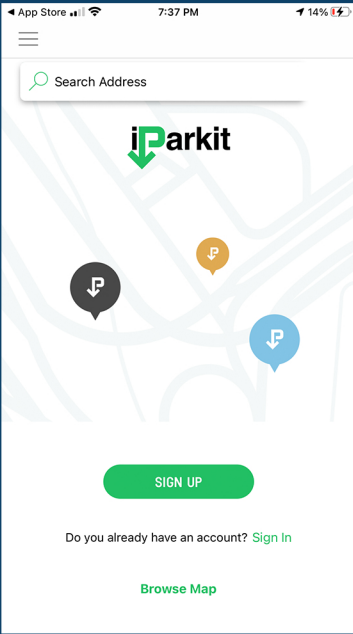 App Store 7:37 PM 14%
Search Address
iParkit
SIGN UP
Do you already have an account? Sign In
Browse Map